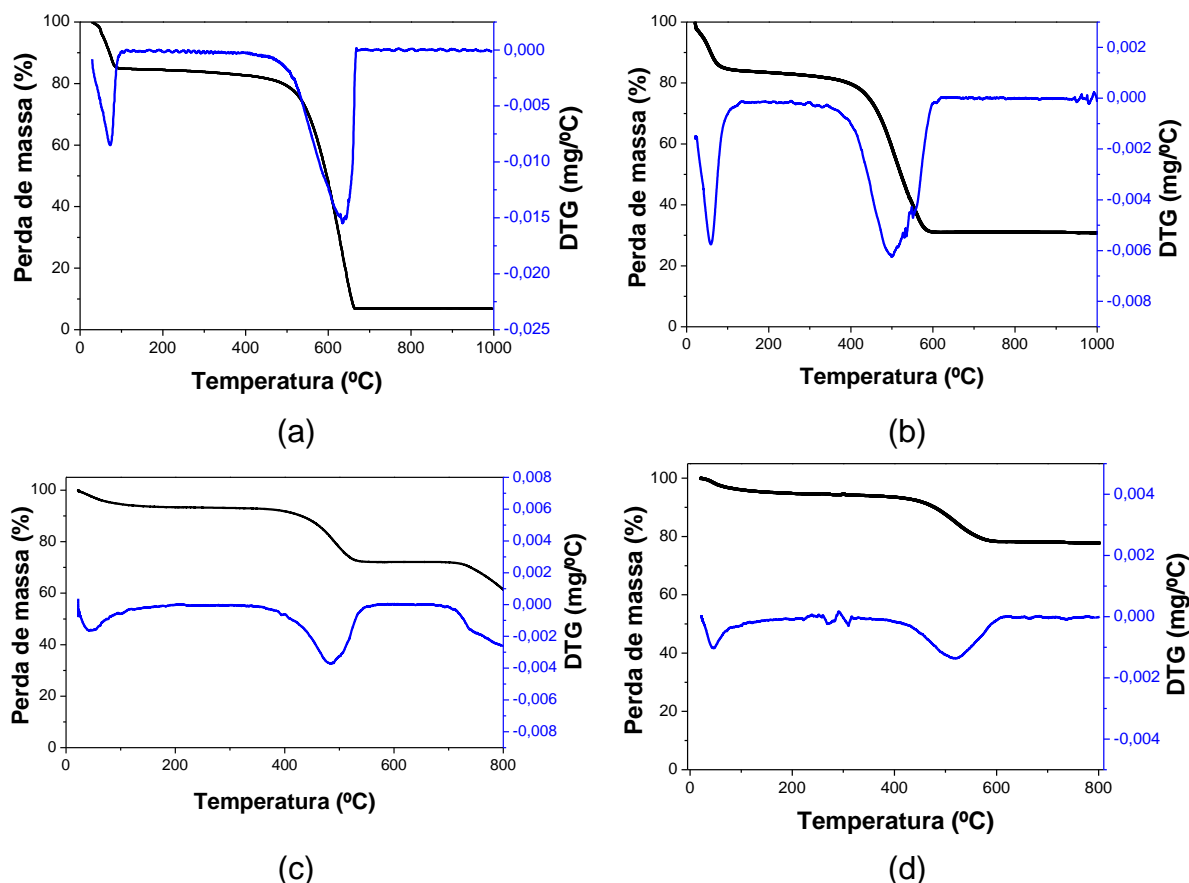 100
80
60
40
20
0
Perda de massa (%)
0 200 400 600 800 1000
Temperatura (ºC)
0,000
-0,005
-0,010
-0,015
-0,020
-0,025
DTG (mg/ºC)
(a)
100
80
60
40
20
0
Perda de massa (%)
0 200 400 600 800 1000
Temperatura (ºC)
0,002
0,000
-0,002
-0,004
-0,006
-0,008
DTG (mg/ºC)
(b)
100
80
60
40
20
0
Perda de massa (%)
0 200 400 600 800
Temperatura (ºC)
0,008
0,006
0,004
0,002
0,000
-0,002
-0,004
-0,006
-0,008
DTG (mg/ºC)
(c)
100
80
60
40
20
0
Perda de massa (%)
0 200 400 600 800
Temperatura (ºC)
0,004
0,002
0,000
-0,002
-0,004
DTG (mg/ºC)
(d)